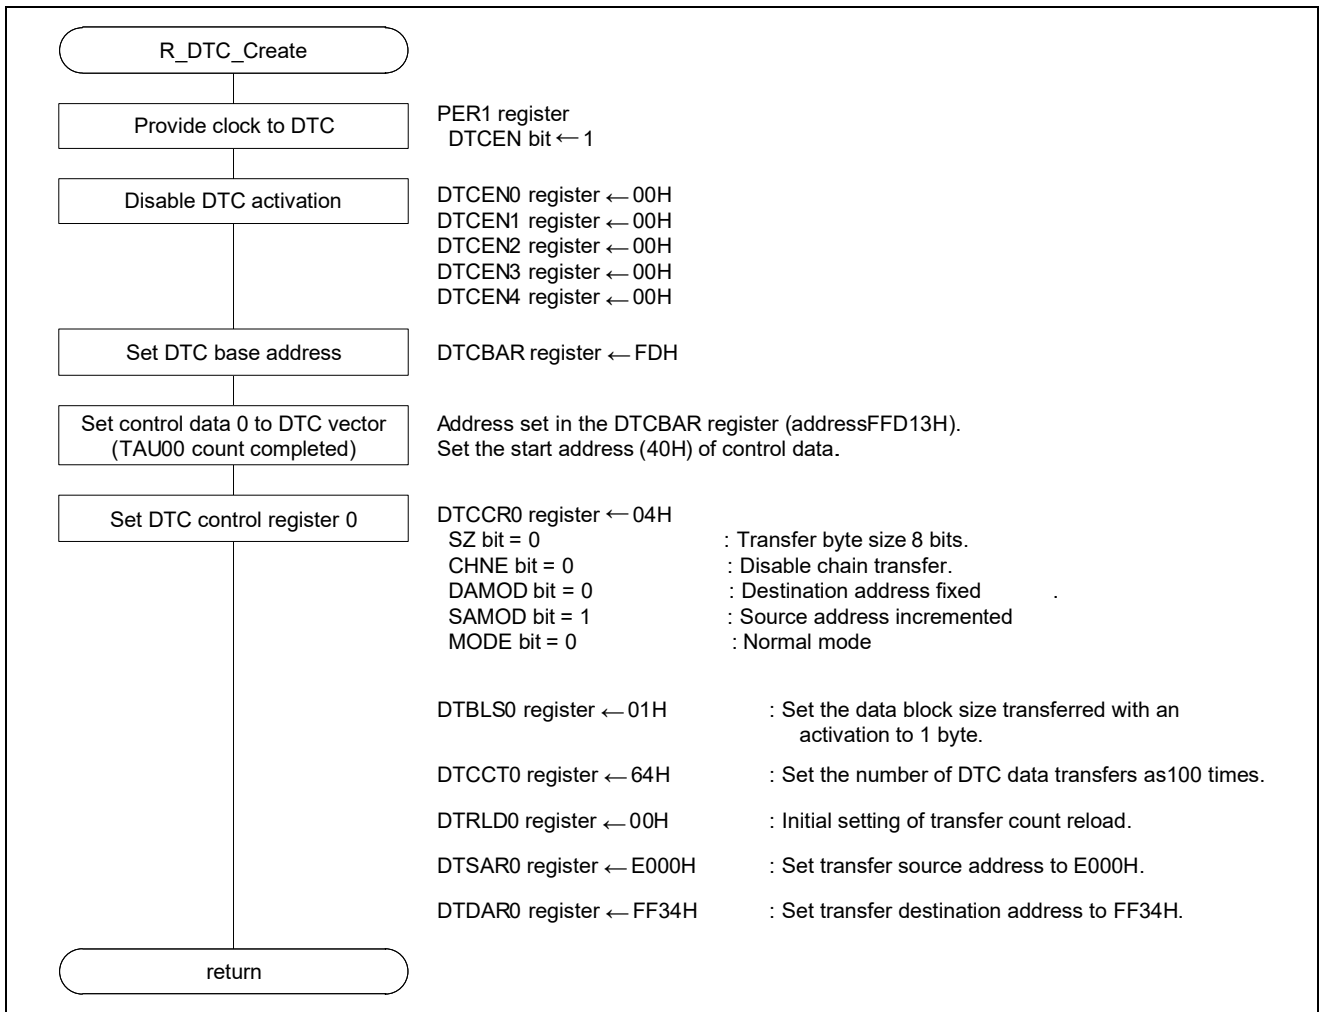 R_DTC_Create
Provide clock to DTC
PER1 register
DTCEN bit ← 1
Disable DTC activation
DTCEN0 register ← 00H
DTCEN1 register ← 00H
DTCEN2 register ← 00H
DTCEN3 register ← 00H
DTCEN4 register ← 00H
Set DTC base address
DTCBAR register ← FDH
Set control data 0 to DTC vector
(TAU00 count completed)
Address set in the DTCBAR register (addressFFD13H).
Set the start address (40H) of control data.
Set DTC control register 0
DTCCR0 register ← 04H
SZ bit = 0 : Transfer byte size 8 bits.
CHNE bit = 0 : Disable chain transfer.
DAMOD bit = 0 : Destination address fixed .
SAMOD bit = 1 : Source address incremented
MODE bit = 0 : Normal mode
DTBLS0 register ← 01H : Set the data block size transferred with an
activation to 1 byte.
DTCCT0 register ← 64H : Set the number of DTC data transfers as100 times.
DTRLD0 register ← 00H : Initial setting of transfer count reload.
DTSAR0 register ← E000H : Set transfer source address to E000H.
DTDAR0 register ← FF34H : Set transfer destination address to FF34H.
return